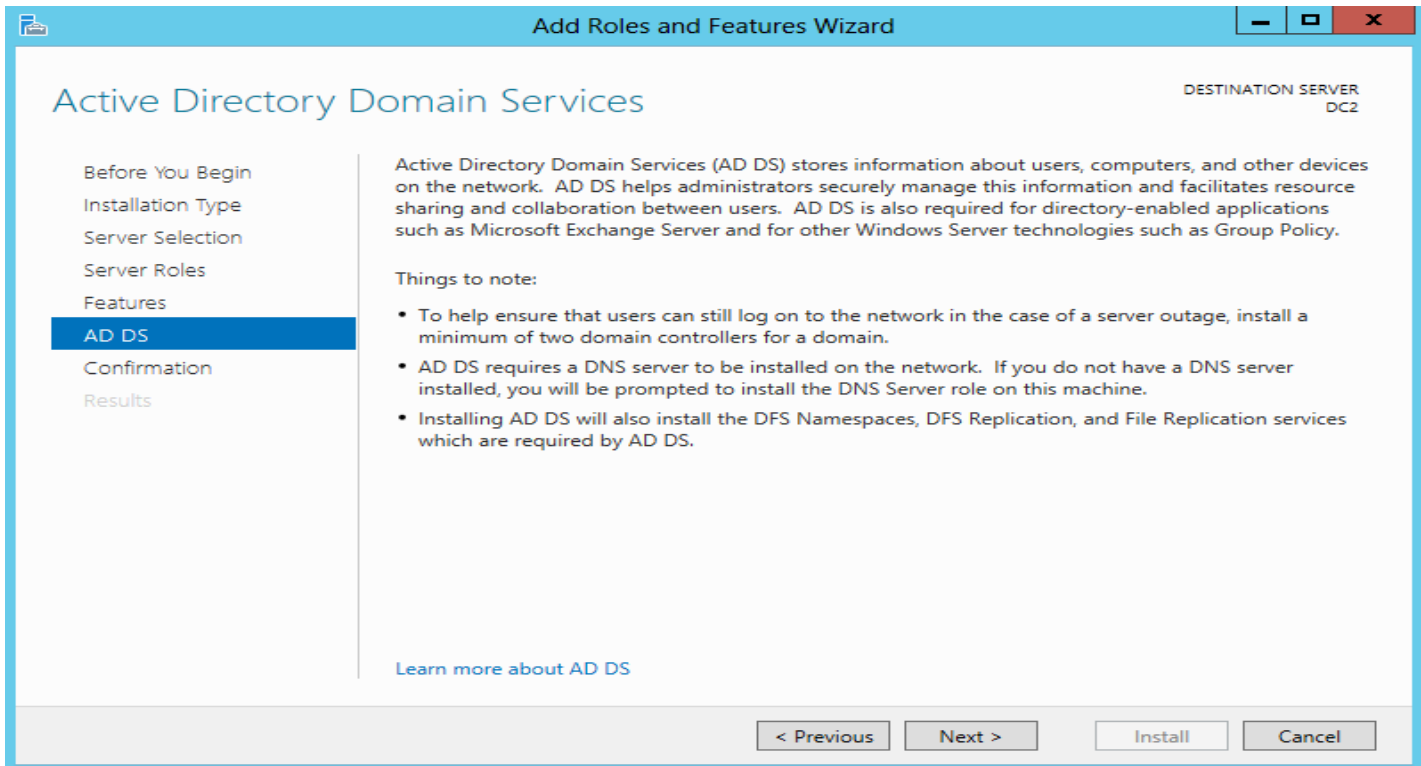 Add Roles and Features Wizard
Active Directory Domain Services
DESTINATION SERVER
DC2
Before You Begin
Installation Type
Server Selection
Server Roles
Features
AD DS
Confirmation
Results
Active Directory Domain Services (AD DS) stores information about users, computers, and other devices
on the network. AD DS helps administrators securely manage this information and facilitates resource
sharing and collaboration between users. AD DS is also required for directory-enabled applications
such as Microsoft Exchange Server and for other Windows Server technologies such as Group Policy.
Things to note:
• To help ensure that users can still log on to the network in the case of a server outage, install a
minimum of two domain controllers for a domain.
• AD DS requires a DNS server to be installed on the network. If you do not have a DNS server
installed, you will be prompted to install the DNS Server role on this machine.
• Installing AD DS will also install the DFS Namespaces, DFS Replication, and File Replication services
which are required by AD DS.
Learn more about AD DS
< Previous
Next >
Install
Cancel